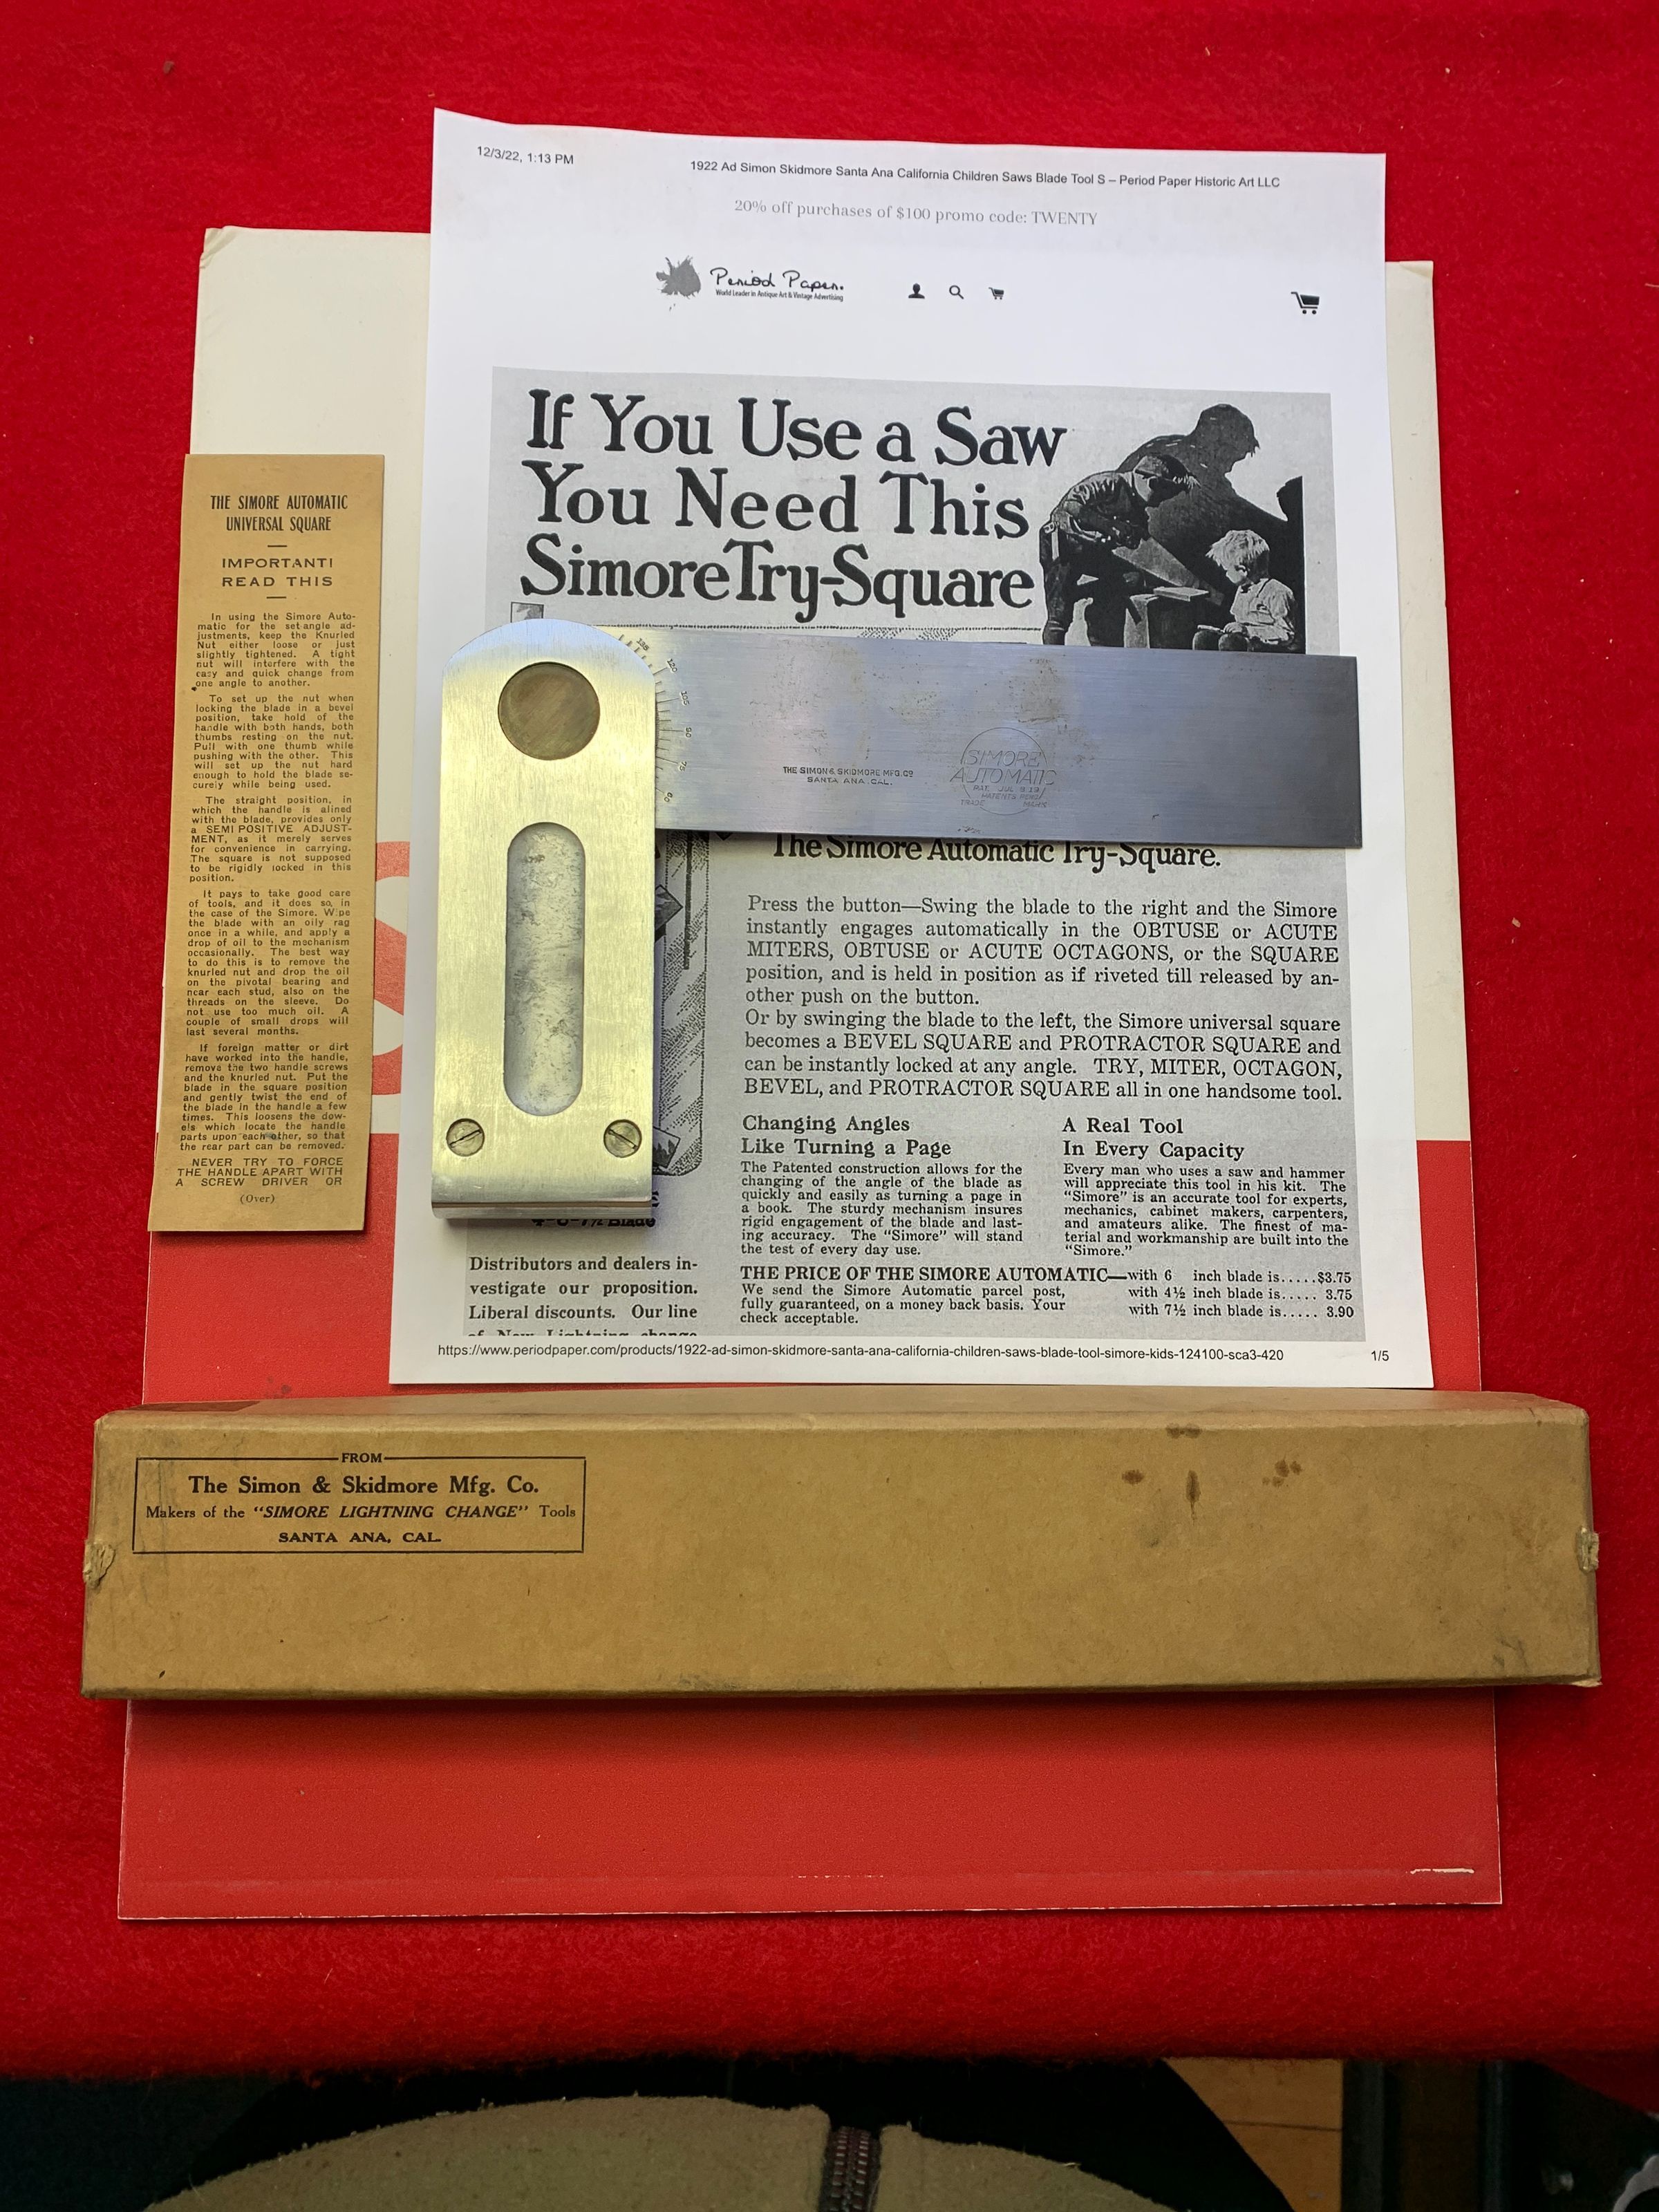 12/3/22, 1:13 PM
1922 Ad Simon Skidmore Santa Ana California Children Saws Blade Tool S – Period Paper Historic Art LLC
20% off purchases of $100 promo code: TWENTY
Period Paper.
World Leader in Antique Art & Vintage Advertising
If You Use a Saw
You Need This
Simore Try-Square
THE SIMORE AUTOMATIC
UNIVERSAL SQUARE
IMPORTANT!
READ THIS
In using the Simore Auto-
matic for the set angle ad-
justments, keep the Knurled
Nut either loose or just
slightly tightened. A tight
nut will interfere with the
easy and quick change from
one angle to another.
To set up the nut when
locking the blade in a bevel
position, take hold of the
handle with both hands, both
thumbs resting on the nut.
Pull with one thumb while
pushing with the other. This
will set up the nut hard
enough to hold the blade se-
curely while being used.
The straight position, in
which the handle is alined
with the blade, provides only
a SEMI POSITIVE ADJUST-
MENT, as it merely serves
for convenience in carrying.
The square is not supposed
to be rigidly locked in this
position.
It pays to take good care
of tools, and it does so, in
the case of the Simore. Wipe
the blade with an oily rag
once in a while, and apply a
drop of oil to the mechanism
occasionally. The best way
to do this is to remove the
knurled nut and drop the oil
on the pivotal bearing and
near each stud, also on the
threads on the sleeve. Do
not use too much oil. A
couple of small drops will
last several months.
If foreign matter or dirt
have worked into the handle,
remove the two handle screws
and the knurled nut. Put the
blade in the square position
and gently twist the end of
the blade in the handle a few
times. This loosens the dow-
els which locate the handle
parts upon each other, so that
the rear part can be removed.
NEVER TRY TO FORCE
THE HANDLE APART WITH
A SCREW DRIVER OR
(Over)
135
120
105
90
75
60
THE SIMON & SKIDMORE MFG. CO
SANTA ANA, CAL.
SIMORE
AUTOMATIC
PATENTS PEND
TRADE MARK
The Simore Automatic Try-Square.
Press the button—Swing the blade to the right and the Simore
instantly engages automatically in the OBTUSE or ACUTE
MITERS, OBTUSE or ACUTE OCTAGONS, or the SQUARE
position, and is held in position as if riveted till released by an-
other push on the button.
Or by swinging the blade to the left, the Simore universal square
becomes a BEVEL SQUARE and PROTRACTOR SQUARE and
can be instantly locked at any angle. TRY, MITER, OCTAGON,
BEVEL, and PROTRACTOR SQUARE all in one handsome tool.
Changing Angles
Like Turning a Page
The Patented construction allows for the
changing of the angle of the blade as
quickly and easily as turning a page in
a book. The sturdy mechanism insures
rigid engagement of the blade and last-
ing accuracy. The "Simore" will stand
the test of every day use.
A Real Tool
In Every Capacity
Every man who uses a saw and hammer
will appreciate this tool in his kit. The
"Simore" is an accurate tool for experts,
mechanics, cabinet makers, carpenters,
and amateurs alike. The finest of ma-
terial and workmanship are built into the
"Simore."
Blade
Distributors and dealers in-
vestigate our proposition.
Liberal discounts. Our line
of New Lightning change
THE PRICE OF THE SIMORE AUTOMATIC—with 6 inch blade is.....$3.75
We send the Simore Automatic parcel post, with 4½ inch blade is..... 3.75
fully guaranteed, on a money back basis. Your with 7½ inch blade is..... 3.90
check acceptable.
https://www.periodpaper.com/products/1922-ad-simon-skidmore-santa-ana-california-children-saws-blade-tool-simore-kids-124100-sca3-420
1/5
FROM
The Simon & Skidmore Mfg. Co.
Makers of the "SIMORE LIGHTNING CHANGE" Tools
SANTA ANA, CAL.